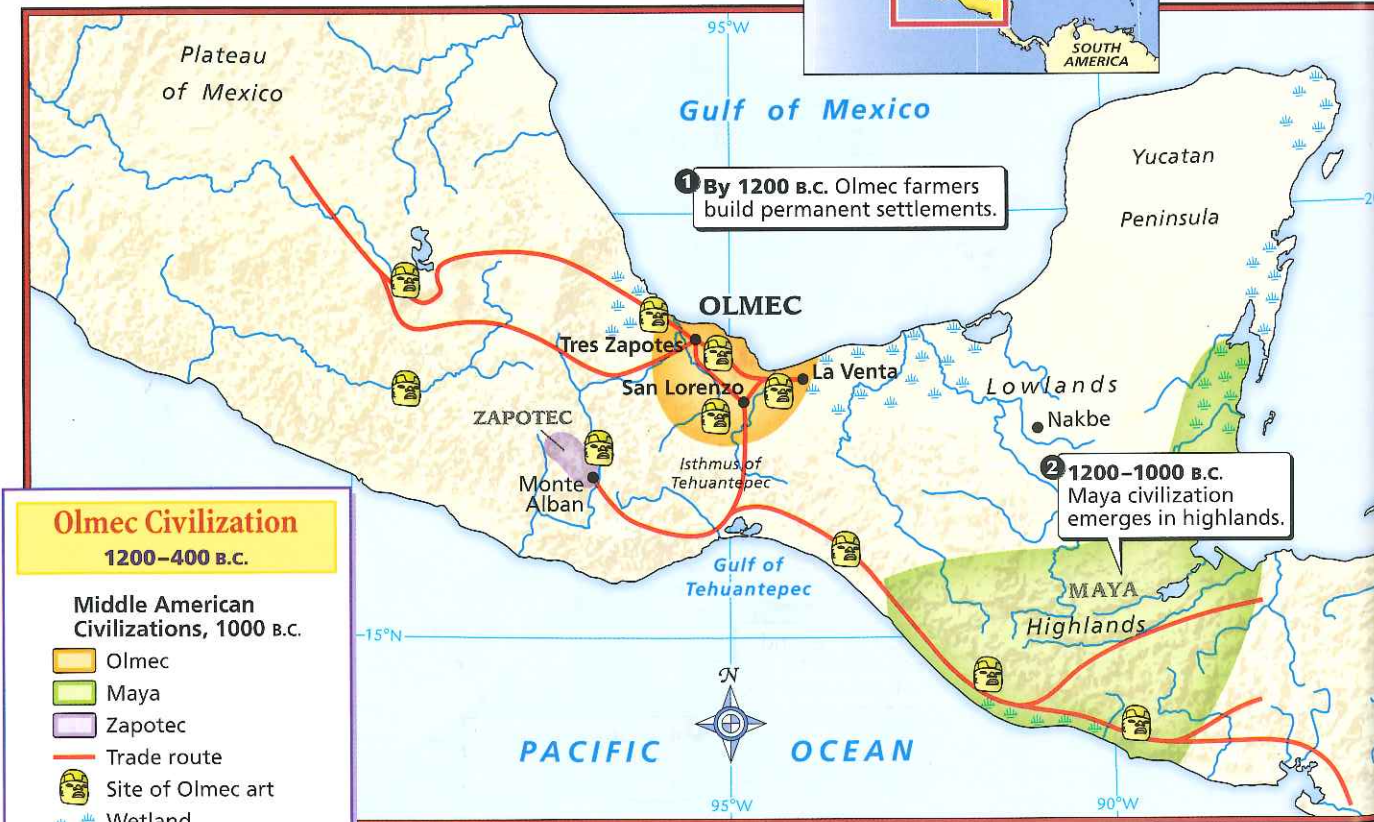 95°W
SOUTH
AMERICA
Plateau
of Mexico
Gulf of Mexico
Yucatan
Peninsula
1 By 1200 B.C. Olmec farmers
build permanent settlements.
OLMEC
Tres Zapotes
La Venta
San Lorenzo
Lowlands
Nakbe
ZAPOTEC
Isthmus of
Tehuantepec
Monte
Alban
2 1200–1000 B.C.
Maya civilization
emerges in highlands.
Gulf of
Tehuantepec
MAYA
Highlands
15°N
N
PACIFIC OCEAN
95°W
90°W
Olmec Civilization
1200–400 B.C.
Middle American
Civilizations, 1000 B.C.
Olmec
Maya
Zapotec
Trade route
Site of Olmec art
Wetland